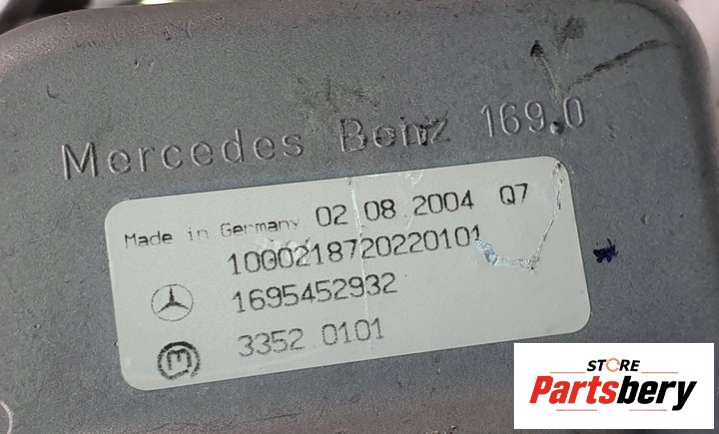 Mercedes Benz 169.0
Made in Germany 02 08 2004 Q7
1000218720220101
1695452932
m 3352 0101
STORE
Partsbery